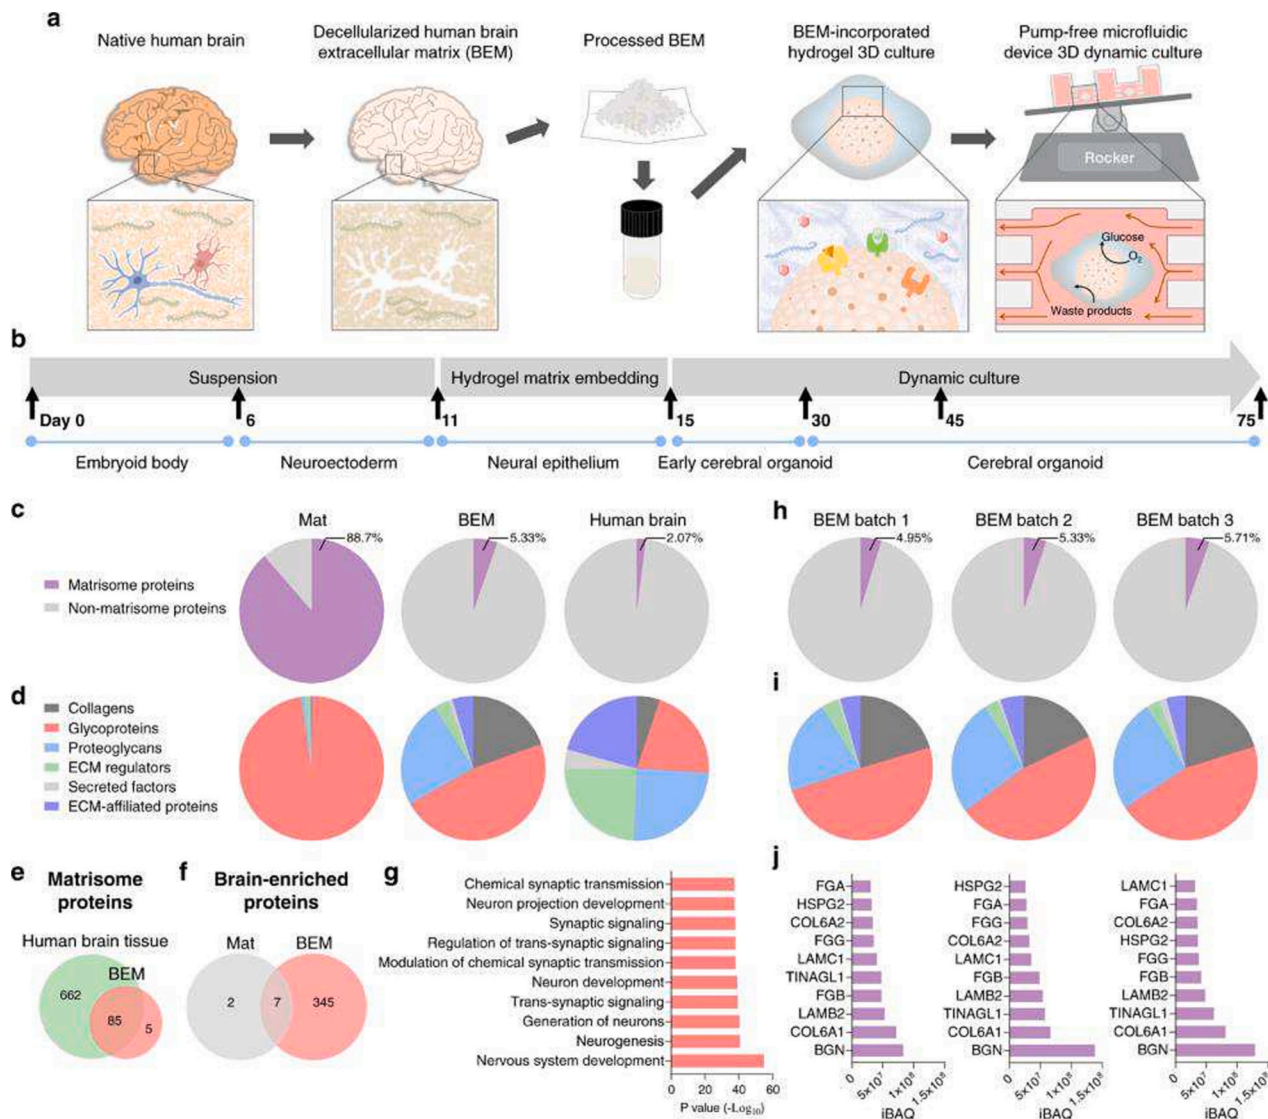 a
Native human brain
Decellularized human brain
extracellular matrix (BEM)
Processed BEM
BEM-incorporated
hydrogel 3D culture
Pump-free microfluidic
device 3D dynamic culture
Rocker
Glucose
O2
Waste products
b
Suspension
Hydrogel matrix embedding
Dynamic culture
Day 0
6
11
15
30
45
75
Embryoid body
Neuroectoderm
Neural epithelium
Early cerebral organoid
Cerebral organoid
c
Mat
BEM
Human brain
88.7%
5.33%
2.07%
Matrisome proteins
Non-matrisome proteins
h
BEM batch 1
BEM batch 2
BEM batch 3
4.95%
5.33%
5.71%
d
Collagens
Glycoproteins
Proteoglycans
ECM regulators
Secreted factors
ECM-affiliated proteins
i
e
Matrisome
proteins
Human brain tissue
BEM
662
85
5
f
Brain-enriched
proteins
Mat
BEM
2
7
345
g
Chemical synaptic transmission
Neuron projection development
Synaptic signaling
Regulation of trans-synaptic signaling
Modulation of chemical synaptic transmission
Neuron development
Trans-synaptic signaling
Generation of neurons
Neurogenesis
Nervous system development
0 20 40 60
P value (-Log10)
j
FGA
HSPG2
COL6A2
FGG
LAMC1
TINAGL1
FGB
LAMB2
COL6A1
BGN
0 5×10⁷ 1×10⁸ 1.5×10⁸
iBAQ
HSPG2
FGA
FGG
COL6A2
LAMC1
FGB
LAMB2
TINAGL1
COL6A1
BGN
0 5×10⁷ 1×10⁸ 1.5×10⁸
iBAQ
LAMC1
FGA
COL6A2
HSPG2
FGG
FGB
LAMB2
TINAGL1
COL6A1
BGN
0 5×10⁷ 1×10⁸ 1.5×10⁸
iBAQ